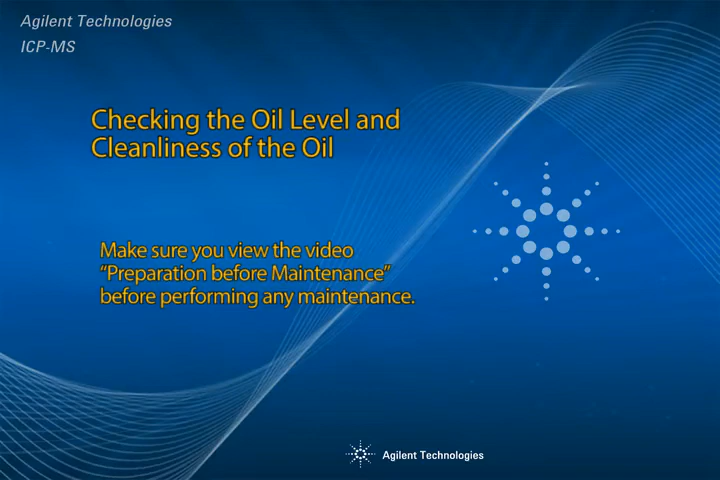 Agilent Technologies
ICP-MS
Checking the Oil Level and
Cleanliness of the Oil
Make sure you view the video
“Preparation before Maintenance”
before performing any maintenance.
Agilent Technologies